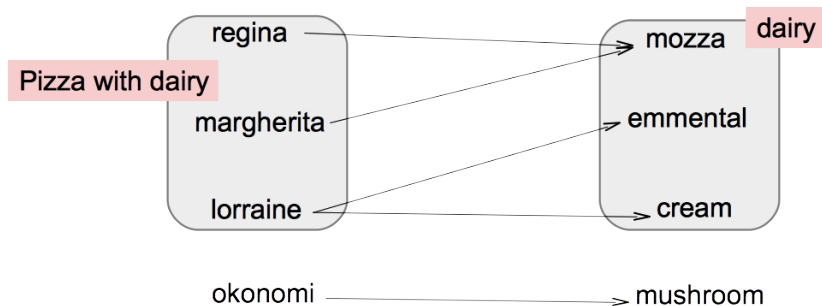 regina
mozza
dairy
Pizza with dairy
margherita
emmental
lorraine
cream
okonomi
mushroom